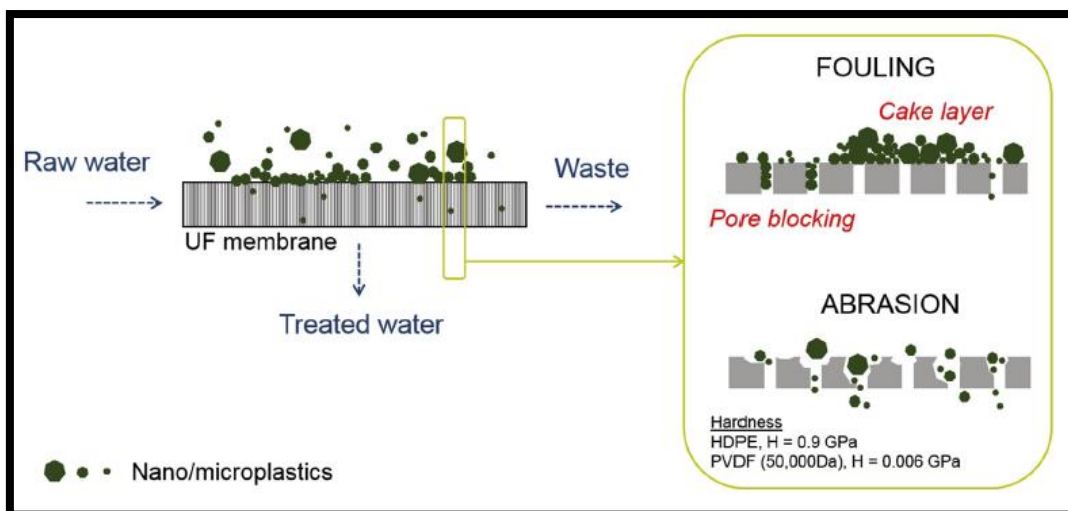 Raw water
UF membrane
Waste
Treated water
Nano/microplastics
FOULING
Cake layer
Pore blocking
ABRASION
Hardness
HDPE, H = 0.9 GPa
PVDF (50,000Da), H = 0.006 GPa